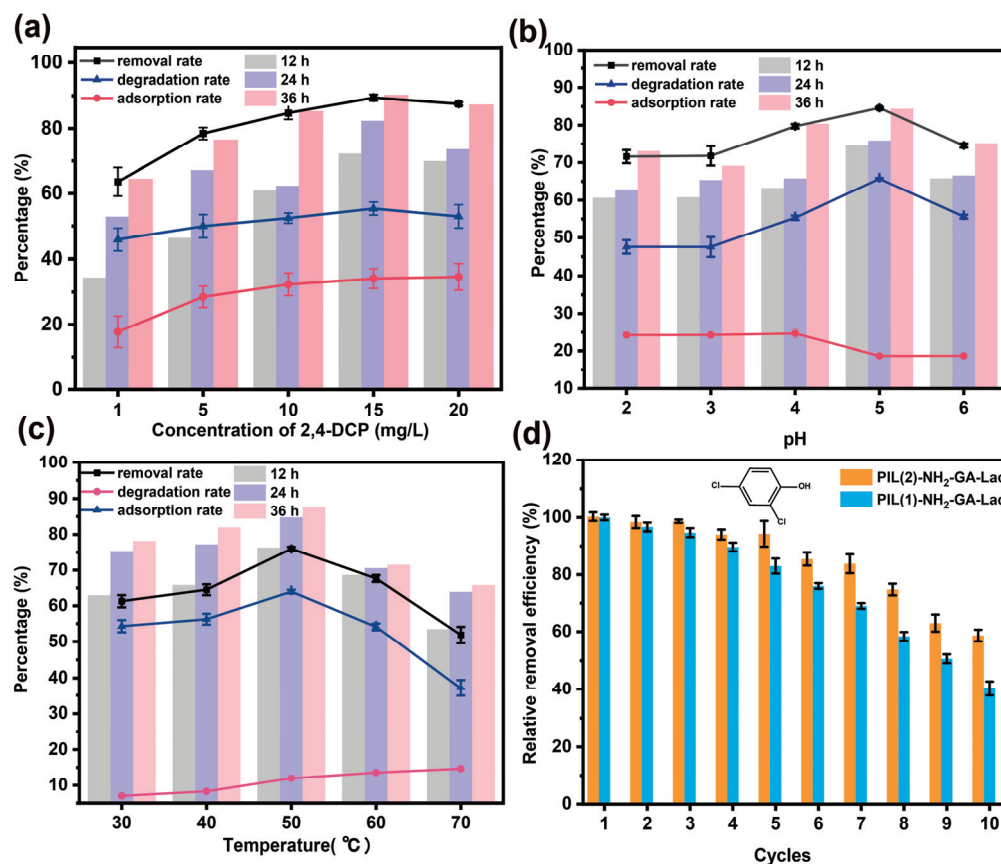 (a)
removal rate
degradation rate
adsorption rate
12 h
24 h
36 h
100
80
60
40
20
0
Percentage (%)
1 5 10 15 20
Concentration of 2,4-DCP (mg/L)
(b)
removal rate
degradation rate
adsorption rate
12 h
24 h
36 h
100
90
80
70
60
50
40
30
20
10
Percentage (%)
2 3 4 5 6
pH
(c)
removal rate
degradation rate
adsorption rate
12 h
24 h
36 h
100
90
80
70
60
50
40
30
20
10
Percentage (%)
30 40 50 60 70
Temperature( °C)
(d)
Cl
OH
Cl
PIL(2)-NH₂-GA-Lac
PIL(1)-NH₂-GA-Lac
120
100
80
60
40
20
0
Relative removal efficiency (%)
1 2 3 4 5 6 7 8 9 10
Cycles